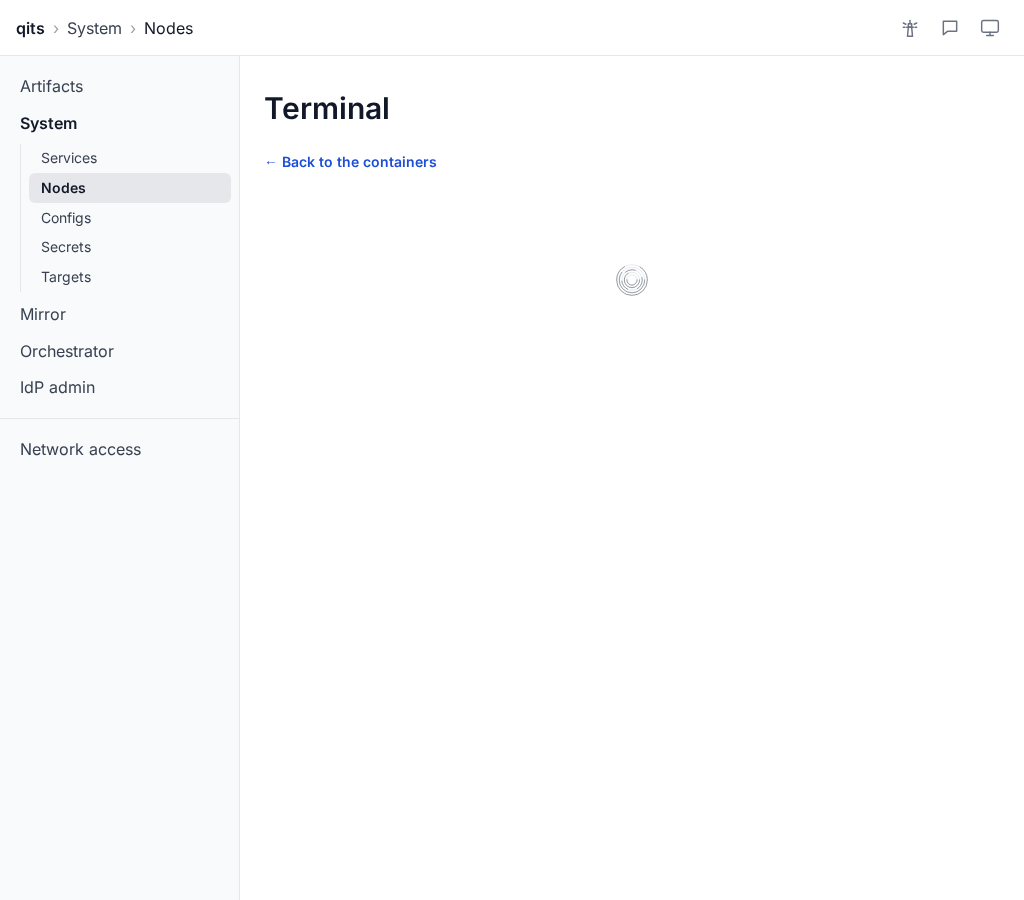 qits › System › Nodes
Artifacts
System
Services
Nodes
Configs
Secrets
Targets
Mirror
Orchestrator
IdP admin
Network access
Terminal
← Back to the containers